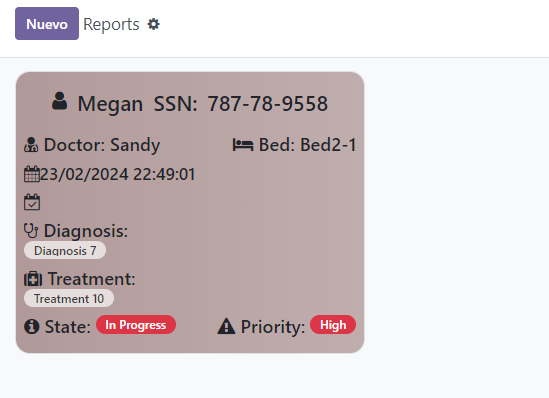 Nuevo Reports
Megan SSN: 787-78-9558
Doctor: Sandy Bed: Bed2-1
23/02/2024 22:49:01
Diagnosis:
Diagnosis 7
Treatment:
Treatment 10
State: In Progress Priority: High